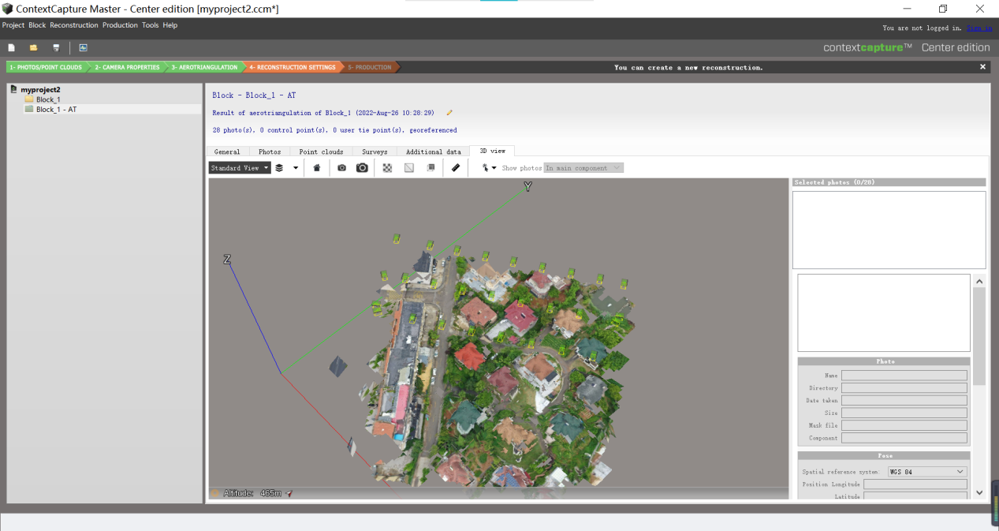 ContextCapture Master - Center edition [myproject2.ccm*]
Project Block Reconstruction Production Tools Help
You are not logged in. Sign in
contextcapture™ Center edition
1- PHOTOS/POINT CLOUDS 2- CAMERA PROPERTIES 3- AEROTRIANGULATION 4- RECONSTRUCTION SETTINGS 5- PRODUCTION
You can create a new reconstruction.
myproject2
Block_1
Block_1 - AT
Block - Block_1 - AT
Result of aerotriangulation of Block_1 (2022-Aug-26 10:28:29)
28 photo(s), 0 control point(s), 0 user tie point(s), georeferenced
General Photos Point clouds Surveys Additional data 3D view
Standard View
Show photos In main component
Y
Z
Altitude: 465m
Selected photos (0/28)
Photo
Name
Directory
Date taken
Size
Mask file
Component
Pose
Spatial reference system: WGS 84
Position Longitude
Latitude